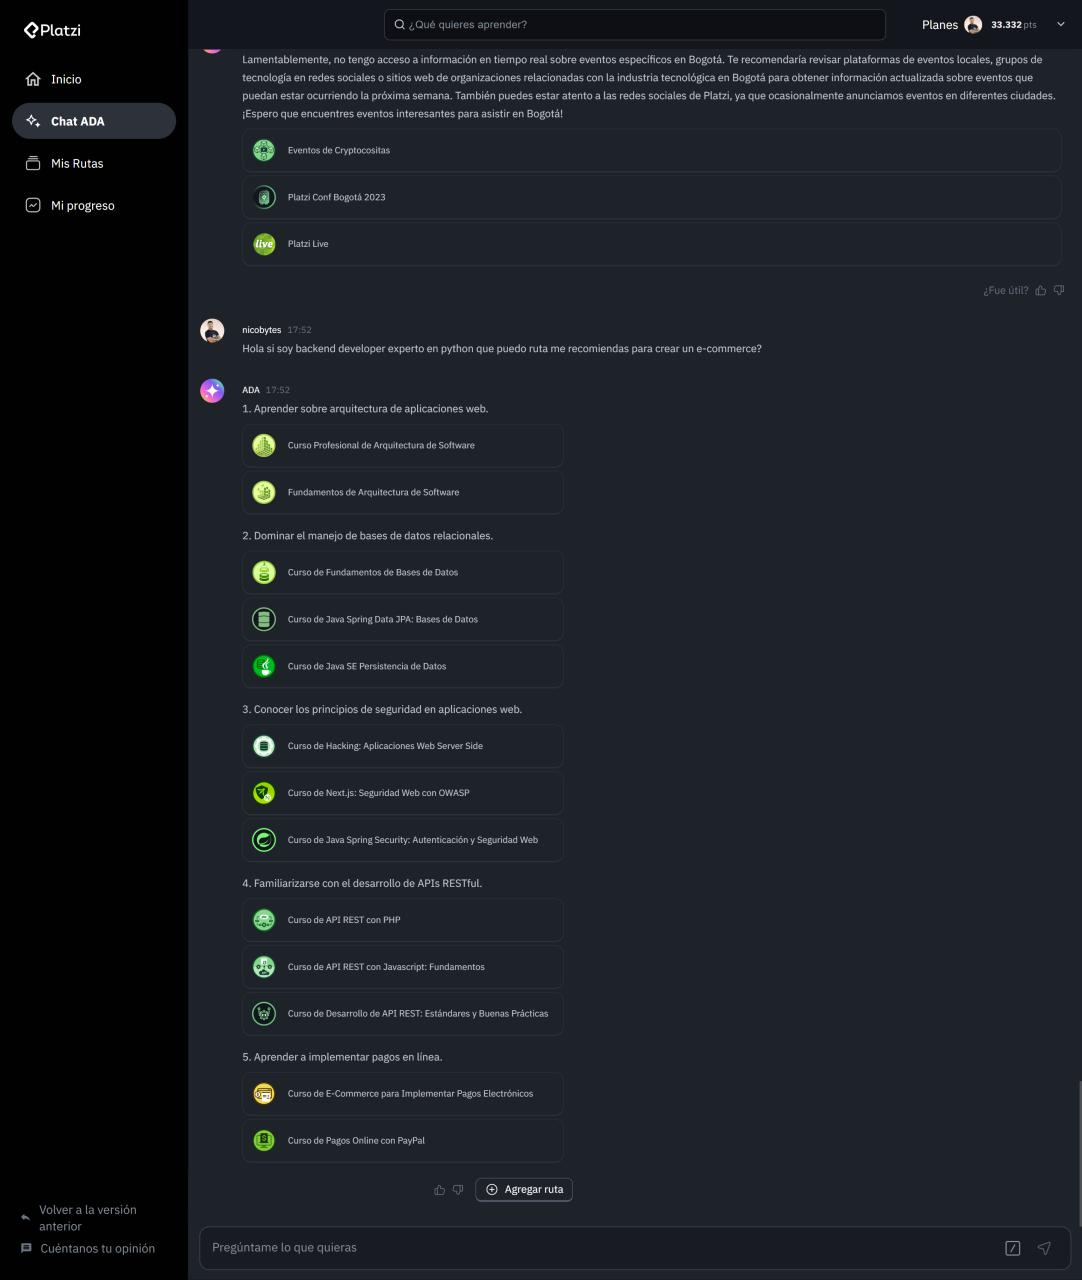 Platzi
¿Qué quieres aprender?
Planes
33.332 pts
Inicio
Chat ADA
Mis Rutas
Mi progreso
Lamentablemente, no tengo acceso a información en tiempo real sobre eventos específicos en Bogotá. Te recomendaría revisar plataformas de eventos locales, grupos de
tecnología en redes sociales o sitios web de organizaciones relacionadas con la industria tecnológica en Bogotá para obtener información actualizada sobre eventos que
puedan estar ocurriendo la próxima semana. También puedes estar atento a las redes sociales de Platzi, ya que ocasionalmente anunciamos eventos en diferentes ciudades.
¡Espero que encuentres eventos interesantes para asistir en Bogotá!
Eventos de Cryptocositas
Platzi Conf Bogotá 2023
live
Platzi Live
¿Fue útil?
nicobytes 17:52
Hola si soy backend developer experto en python que puedo ruta me recomiendas para crear un e-commerce?
ADA 17:52
1. Aprender sobre arquitectura de aplicaciones web.
Curso Profesional de Arquitectura de Software
Fundamentos de Arquitectura de Software
2. Dominar el manejo de bases de datos relacionales.
Curso de Fundamentos de Bases de Datos
Curso de Java Spring Data JPA: Bases de Datos
Curso de Java SE Persistencia de Datos
3. Conocer los principios de seguridad en aplicaciones web.
Curso de Hacking: Aplicaciones Web Server Side
Curso de Next.js: Seguridad Web con OWASP
Curso de Java Spring Security: Autenticación y Seguridad Web
4. Familiarizarse con el desarrollo de APIs RESTful.
Curso de API REST con PHP
Curso de API REST con Javascript: Fundamentos
Curso de Desarrollo de API REST: Estándares y Buenas Prácticas
5. Aprender a implementar pagos en línea.
Curso de E-Commerce para Implementar Pagos Electrónicos
Curso de Pagos Online con PayPal
Agregar ruta
Volver a la versión
anterior
Cuéntanos tu opinión
Pregúntame lo que quieras